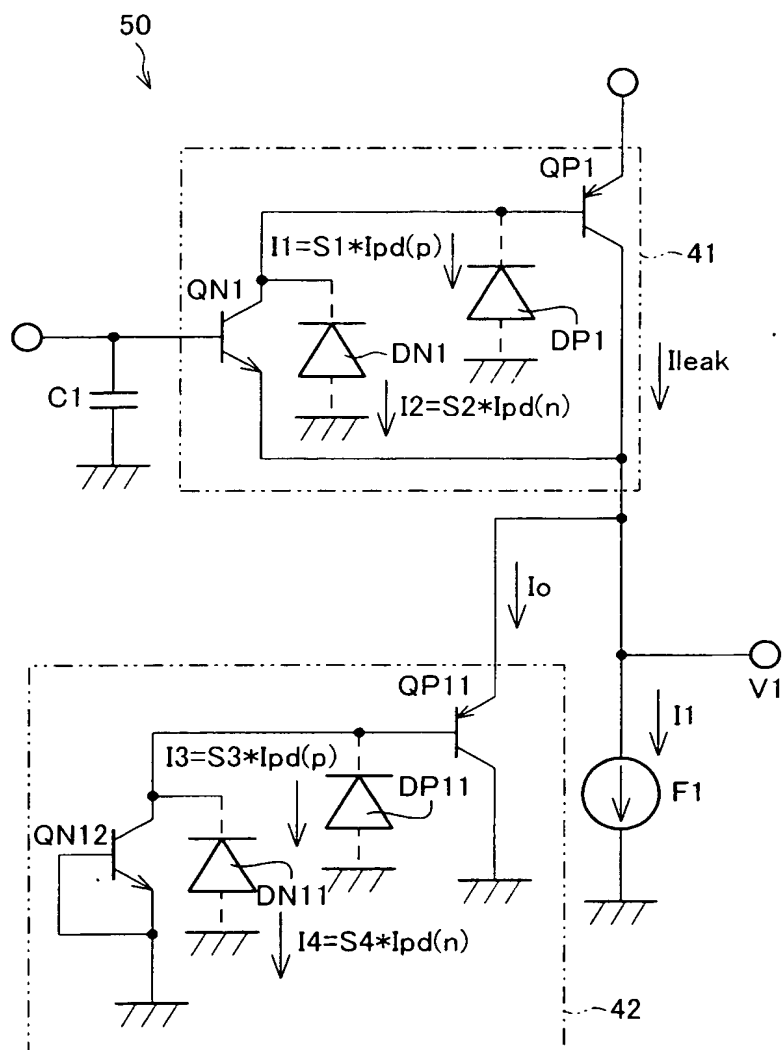 50
QP1
I1=S1*Ipd(p)
41
QN1
DP1
DN1
Ileak
C1
I2=S2*Ipd(n)
Io
QP11
V1
I3=S3*Ipd(p)
I1
DP11
F1
QN12
DN11
I4=S4*Ipd(n)
42